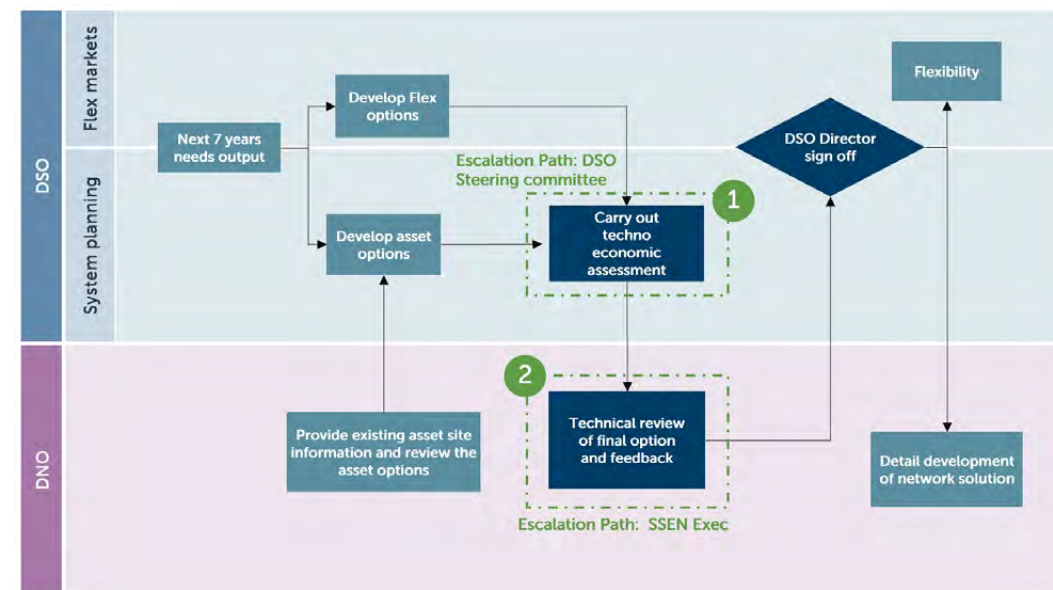 DSO
Flex markets
System planning
DNO
Next 7 years
needs output
Develop Flex
options
Develop asset
options
Escalation Path: DSO
Steering committee
1
Carry out
techno
economic
assessment
DSO Director
sign off
Flexibility
Provide existing asset site
information and review the
asset options
2
Technical review
of final option
and feedback
Escalation Path: SSEN Exec
Detail development
of network solution